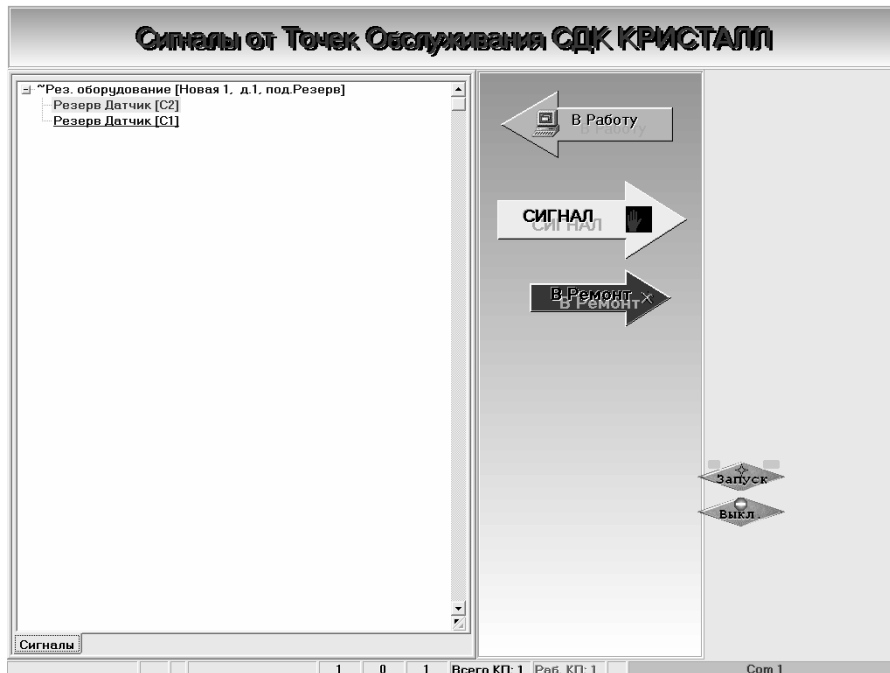 Сигналы от Точек Обслуживания СДК КРИСТАЛЛ
~Рез. оборудование [Новая 1, д.1, под.Резерв]
Резерв Датчик [С2]
Резерв Датчик [С1]
В Работу
СИГНАЛ
В Ремонт
Запуск
Выкл.
Сигналы
1 0 1 Всего КП: 1 Раб. КП: 1 Com 1